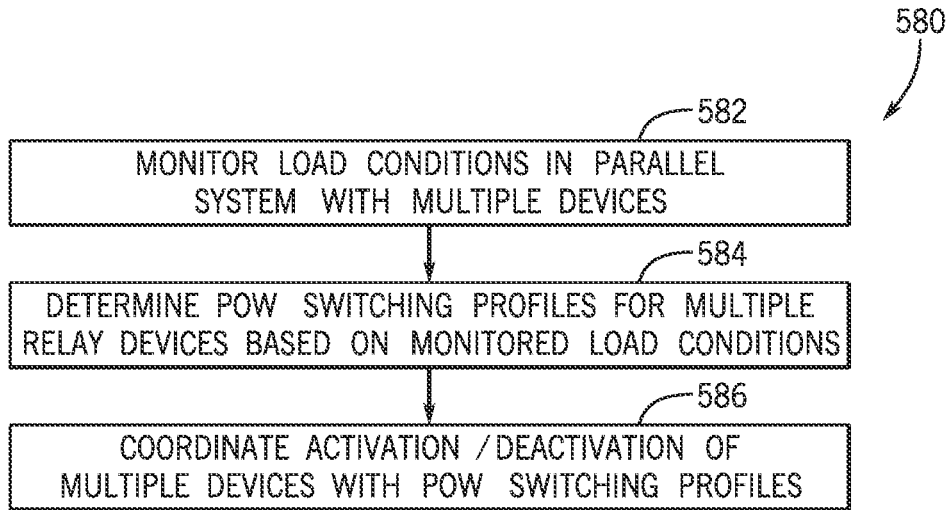 580
582
MONITOR LOAD CONDITIONS IN PARALLEL
SYSTEM WITH MULTIPLE DEVICES
584
DETERMINE POW SWITCHING PROFILES FOR MULTIPLE
RELAY DEVICES BASED ON MONITORED LOAD CONDITIONS
586
COORDINATE ACTIVATION / DEACTIVATION OF
MULTIPLE DEVICES WITH POW SWITCHING PROFILES